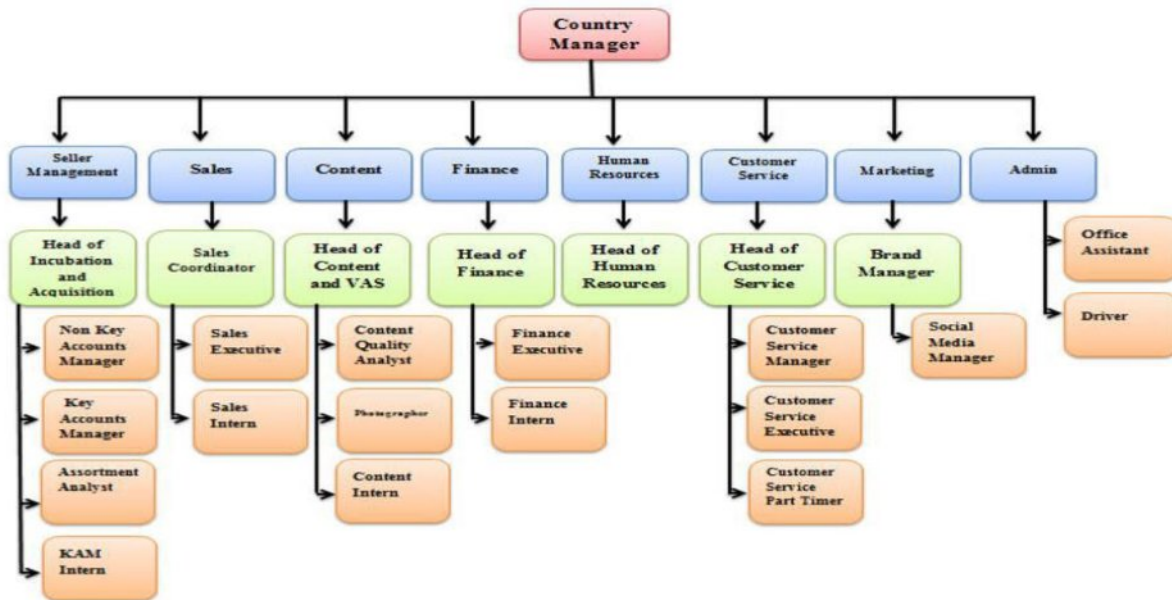 Country
Manager
Seller
Management
Sales
Content
Finance
Human
Resources
Customer
Service
Marketing
Admin
Head of
Incubation
and
Acquisition
Sales
Coordinator
Head of
Content
and VAS
Head of
Finance
Head of
Human
Resources
Head of
Customer
Service
Brand
Manager
Office
Assistant
Driver
Non Key
Accounts
Manager
Key
Accounts
Manager
Assortment
Analyst
KAM
Intern
Sales
Executive
Sales
Intern
Content
Quality
Analyst
Photographer
Content
Intern
Finance
Executive
Finance
Intern
Customer
Service
Manager
Customer
Service
Executive
Customer
Service
Part Timer
Social
Media
Manager